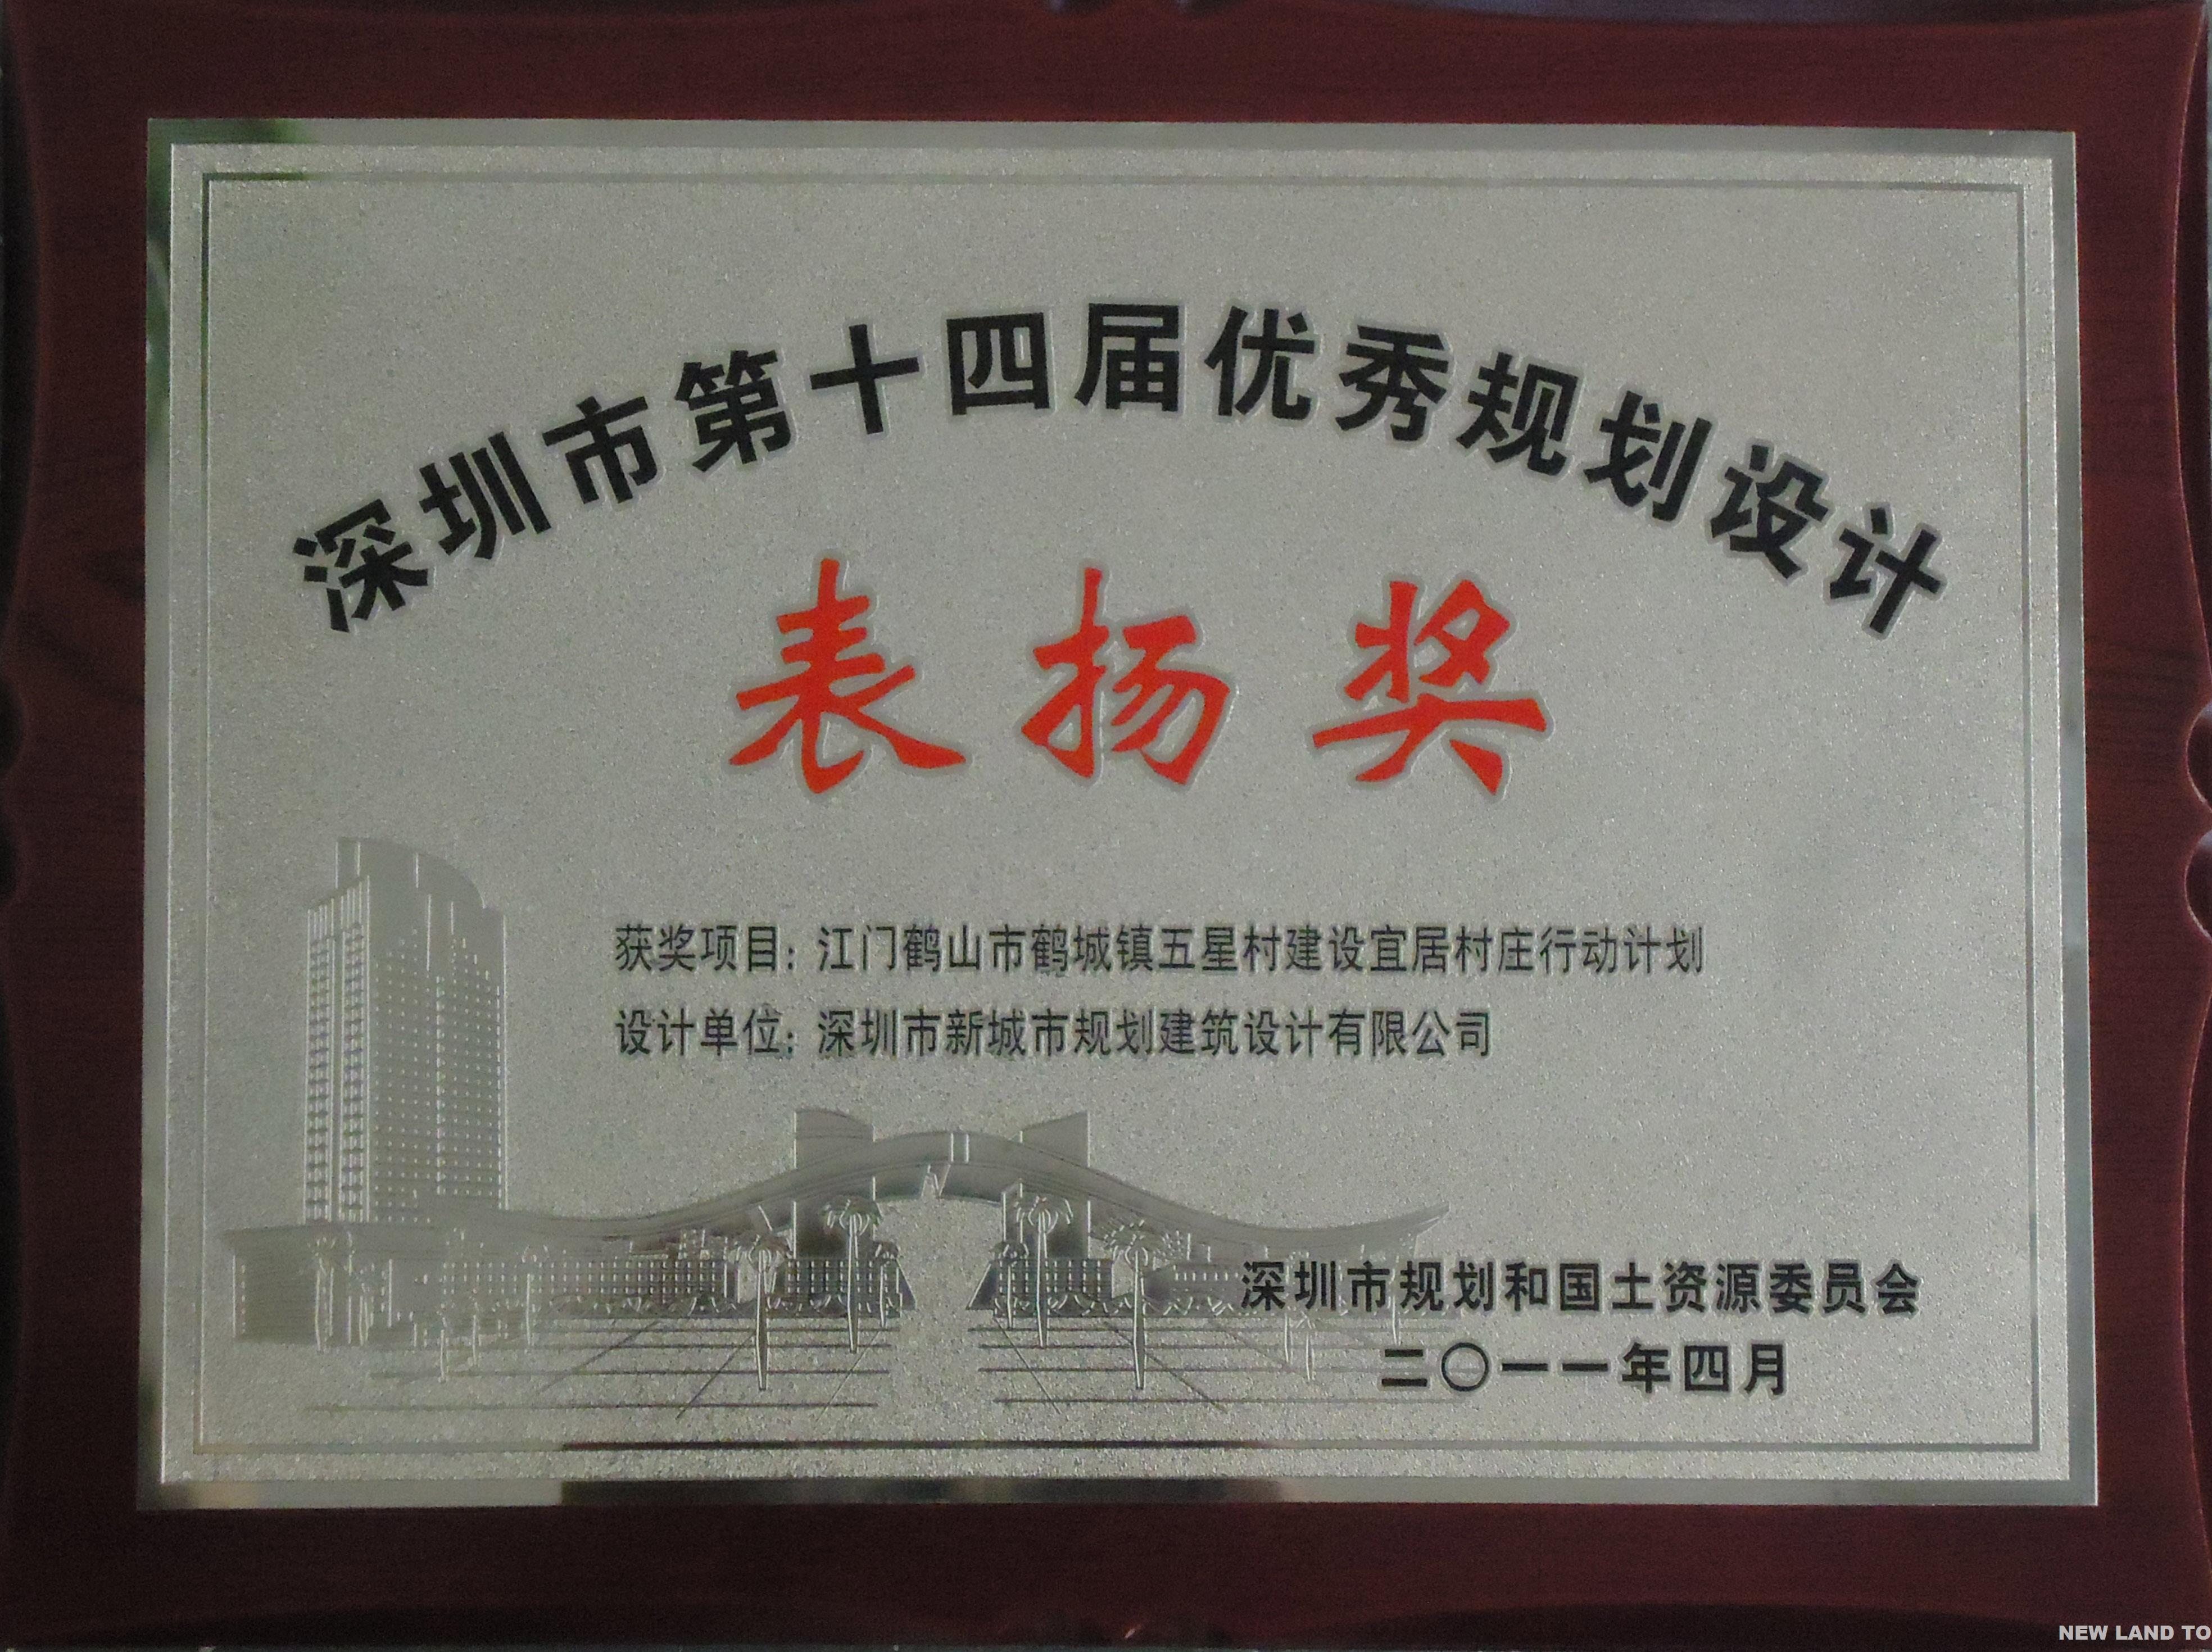 深圳市第十四届优秀规划设计
表扬奖
获奖项目：江门鹤山市鹤城镇五星村建设宜居村庄行动计划
设计单位：深圳市新城市规划建筑设计有限公司
深圳市规划和国土资源委员会
二〇一一年四月
NEW LAND TO